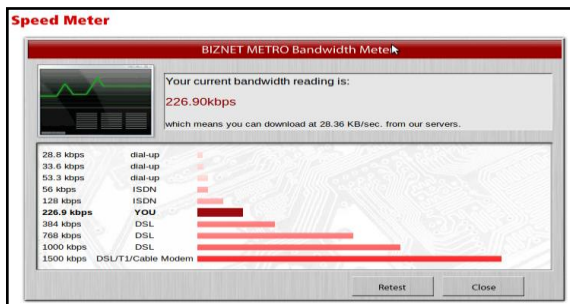 Speed Meter
BIZNET METRO Bandwidth Meter
Your current bandwidth reading is:
226.90kbps
which means you can download at 28.36 KB/sec. from our servers.
28.8 kbps dial-up
33.6 kbps dial-up
53.3 kbps dial-up
56 kbps ISDN
128 kbps ISDN
226.9 kbps YOU
384 kbps DSL
768 kbps DSL
1000 kbps DSL
1500 kbps DSL/T1/Cable Modem
Retest Close